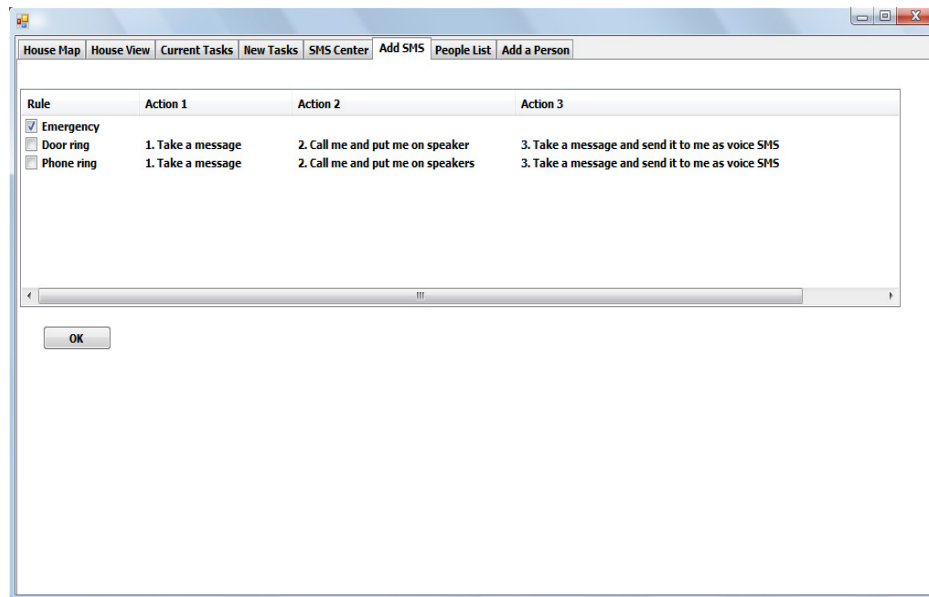 House Map House View Current Tasks New Tasks SMS Center Add SMS People List Add a Person
Rule Action 1 Action 2 Action 3
Emergency
Door ring 1. Take a message 2. Call me and put me on speaker 3. Take a message and send it to me as voice SMS
Phone ring 1. Take a message 2. Call me and put me on speakers 3. Take a message and send it to me as voice SMS
OK